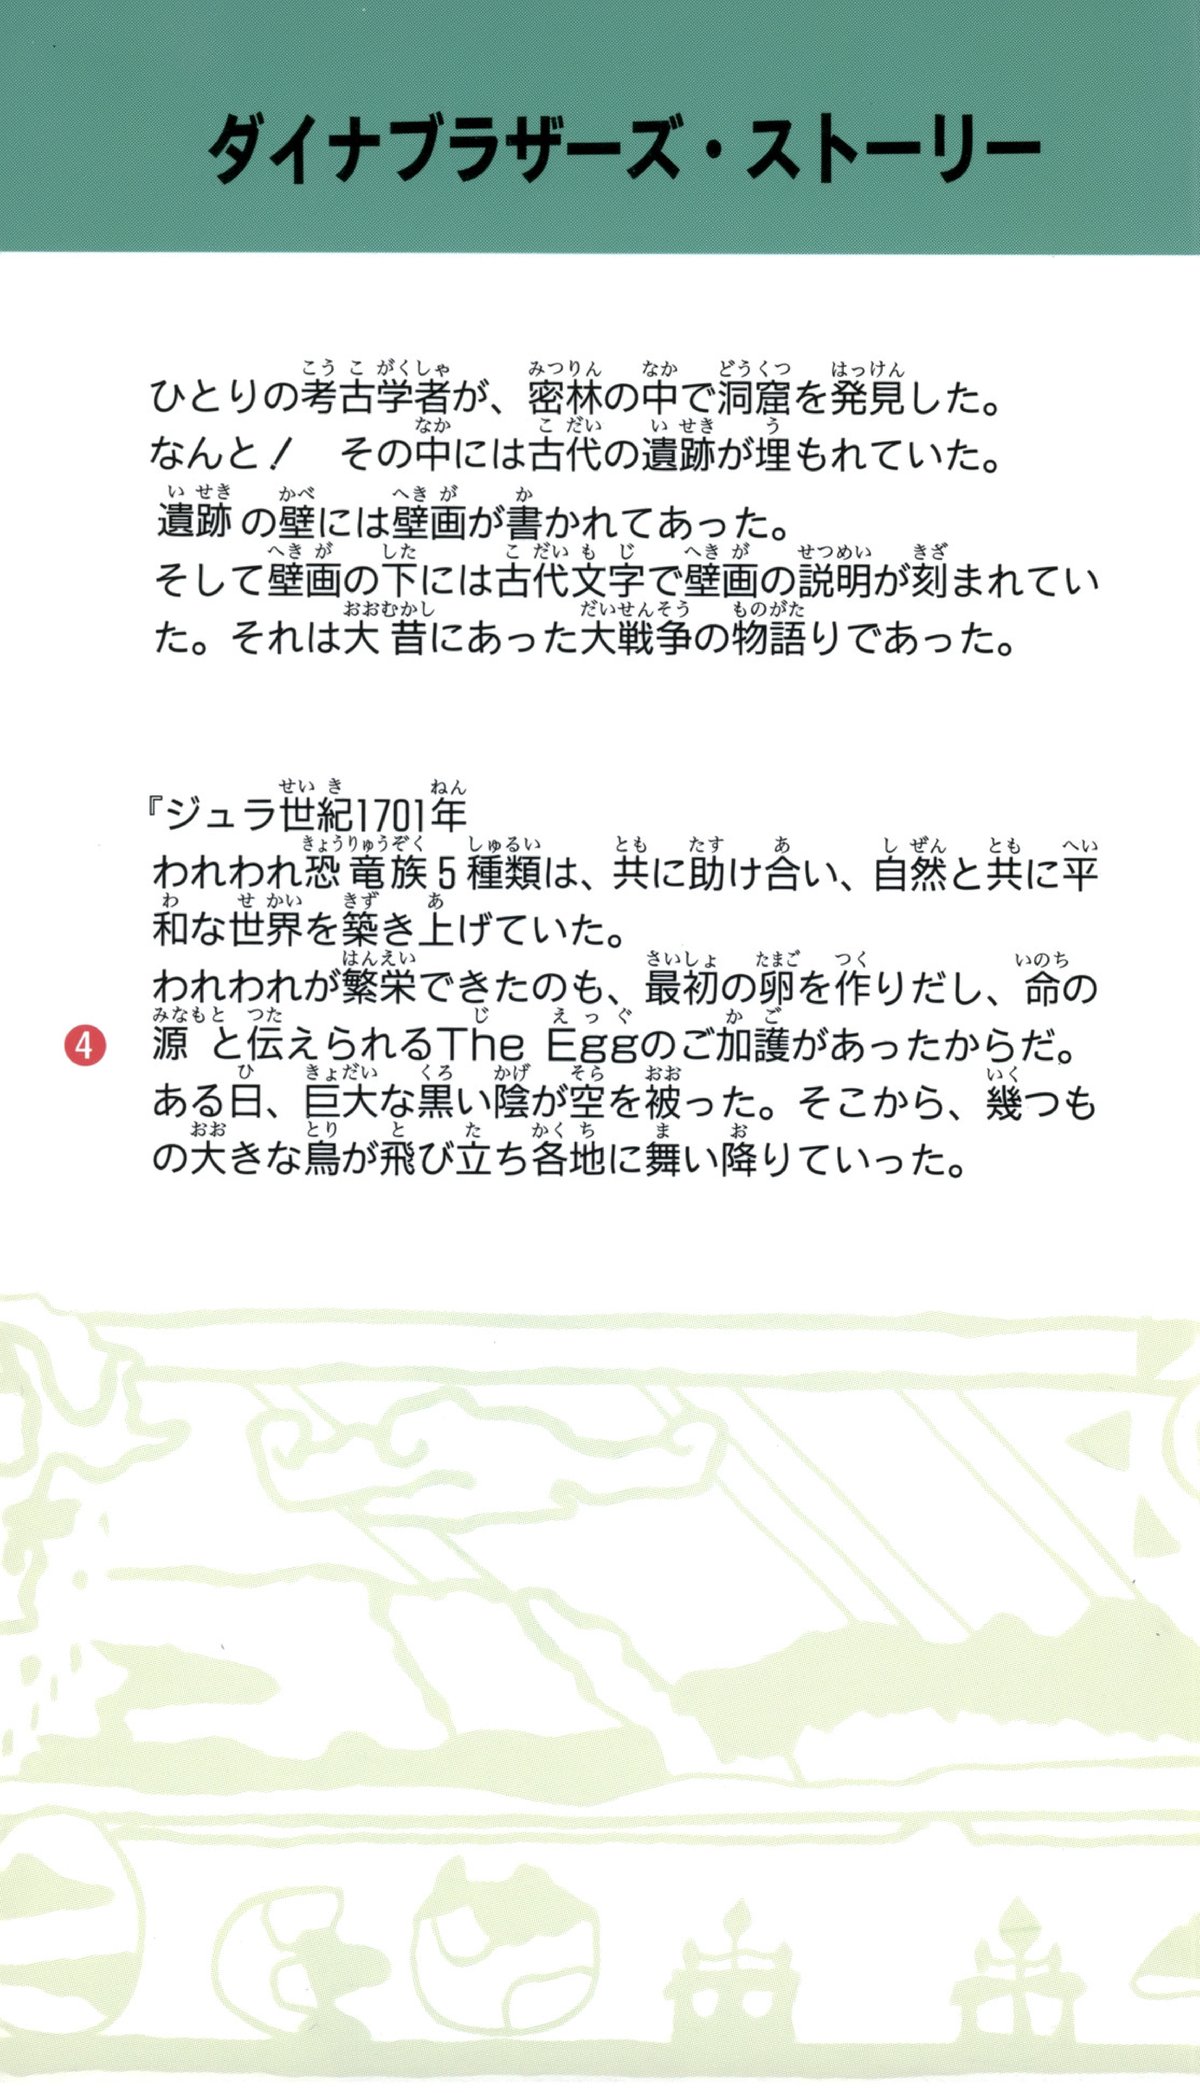 ダイナブラザーズ・ストーリー
ひとりの考古学者が、密林の中で洞窟を発見した。
なんと！　その中には古代の遺跡が埋もれていた。
遺跡の壁には壁画が書かれてあった。
そして壁画の下には古代文字で壁画の説明が刻まれてい
た。それは大昔にあった大戦争の物語りであった。
『ジュラ世紀1701年
われわれ恐竜族5種類は、共に助け合い、自然と共に平
和な世界を築き上げていた。
われわれが繁栄できたのも、最初の卵を作りだし、命の
源と伝えられるThe Eggのご加護があったからだ。
ある日、巨大な黒い陰が空を被った。そこから、幾つも
の大きな鳥が飛び立ち各地に舞い降りていった。
4